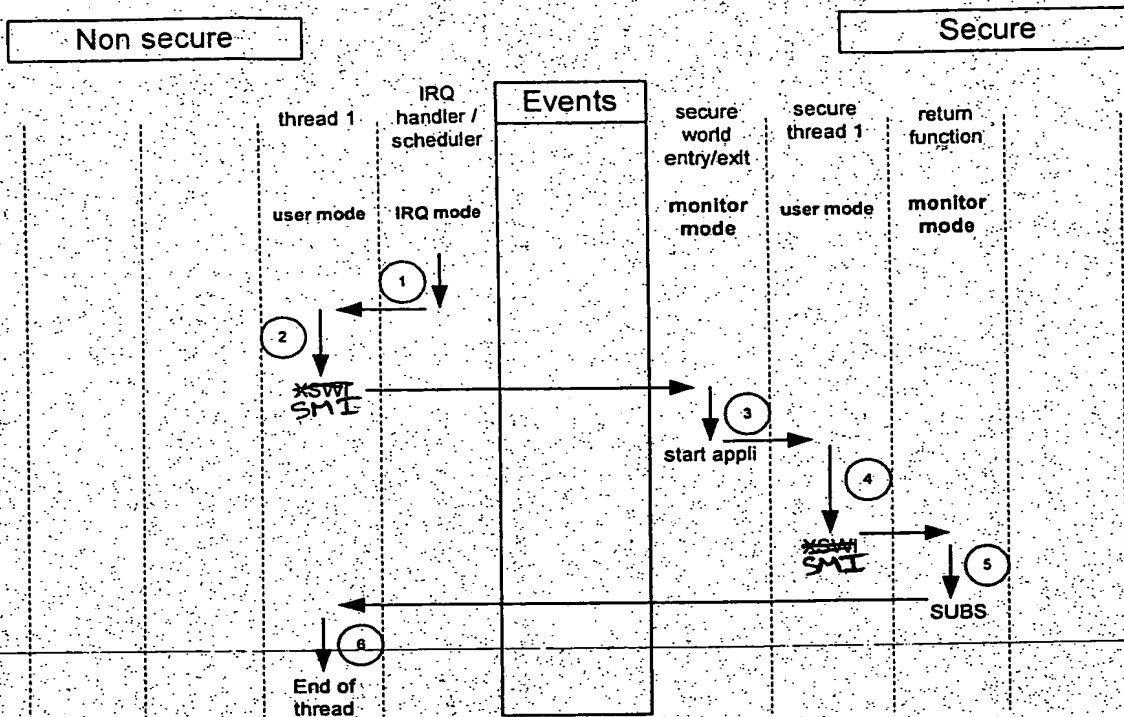 Non secure
Secure
Events
thread 1
IRQ
handler /
scheduler
secure
world
entry/exit
secure
thread 1
return
function
user mode
IRQ mode
monitor
mode
user mode
monitor
mode
1
2
XSWI
SMI
3
start appli
4
XSWI
SMI
5
SUBS
6
End of
thread